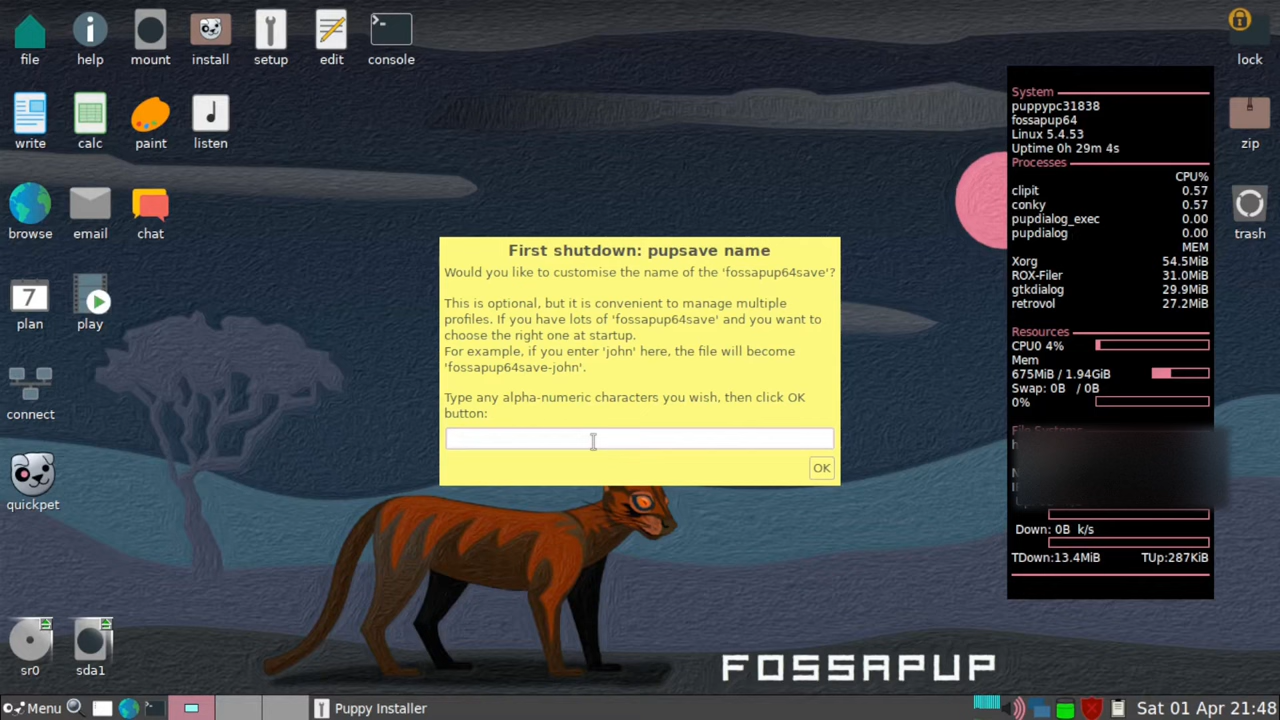 file
help
mount
install
setup
edit
console
lock
write
calc
paint
listen
zip
browse
email
chat
trash
7
plan
play
connect
quickpet
sr0
sda1
First shutdown: pupsave name
Would you like to customise the name of the 'fossapup64save'?
This is optional, but it is convenient to manage multiple
profiles. If you have lots of 'fossapup64save' and you want to
choose the right one at startup.
For example, if you enter 'john' here, the file will become
'fossapup64save-john'.
Type any alpha-numeric characters you wish, then click OK
button:
OK
System
puppypc31838
fossapup64
Linux 5.4.53
Uptime 0h 29m 4s
Processes
CPU%
clipit 0.57
conky 0.57
pupdialog_exec 0.00
pupdialog 0.00
MEM
Xorg 54.5MiB
ROX-Filer 31.0MiB
gtkdialog 29.9MiB
retrovol 27.2MiB
Resources
CPU0 4%
Mem
675MiB / 1.94GiB
Swap: 0B / 0B
0%
Down: 0B k/s
TDown:13.4MiB TUp:287KiB
FOSSAPUP
Menu
Puppy Installer
Sat 01 Apr 21:48